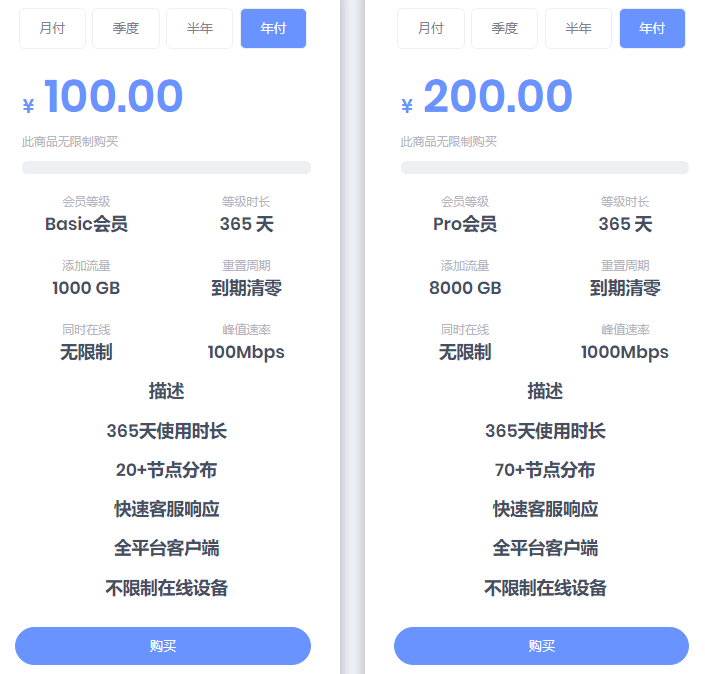 月付 季度 半年 年付
¥ 100.00
此商品无限制购买
会员等级 等级时长
Basic会员 365 天
添加流量 重置周期
1000 GB 到期清零
同时在线 峰值速率
无限制 100Mbps
描述
365天使用时长
20+节点分布
快速客服响应
全平台客户端
不限制在线设备
购买
月付 季度 半年 年付
¥ 200.00
此商品无限制购买
会员等级 等级时长
Pro会员 365 天
添加流量 重置周期
8000 GB 到期清零
同时在线 峰值速率
无限制 1000Mbps
描述
365天使用时长
70+节点分布
快速客服响应
全平台客户端
不限制在线设备
购买